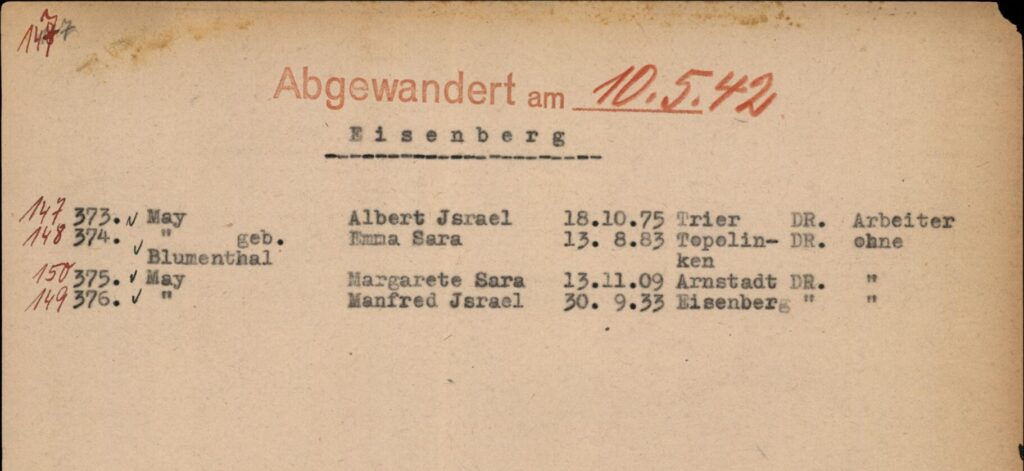 147
Abgewandert am 10.5.42
Eisenberg
147 373. ✓ May Albert Jsrael 18.10.75 Trier DR. Arbeiter
148 374. " geb. Emma Sara 13. 8.83 Topolin- DR. ohne
✓ Blumenthal ken
150 375. ✓ May Margarete Sara 13.11.09 Arnstadt DR. "
149 376. ✓ " Manfred Jsrael 30. 9.33 Eisenberg " "